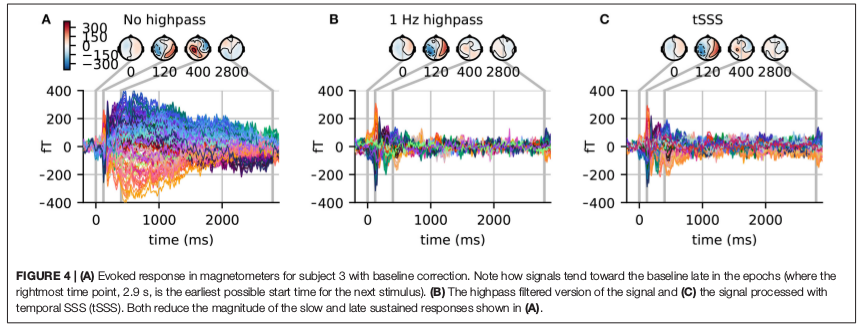 A No highpass
300
150
0
−150
−300
0 120 400 2800
400
200
0
−200
−400
fT
0 1000 2000
time (ms)
B 1 Hz highpass
0 120 400 2800
400
200
0
−200
−400
fT
0 1000 2000
time (ms)
C tSSS
0 120 400 2800
400
200
0
−200
−400
fT
0 1000 2000
time (ms)
FIGURE 4 | (A) Evoked response in magnetometers for subject 3 with baseline correction. Note how signals tend toward the baseline late in the epochs (where the
rightmost time point, 2.9 s, is the earliest possible start time for the next stimulus). (B) The highpass filtered version of the signal and (C) the signal processed with
temporal SSS (tSSS). Both reduce the magnitude of the slow and late sustained responses shown in (A).